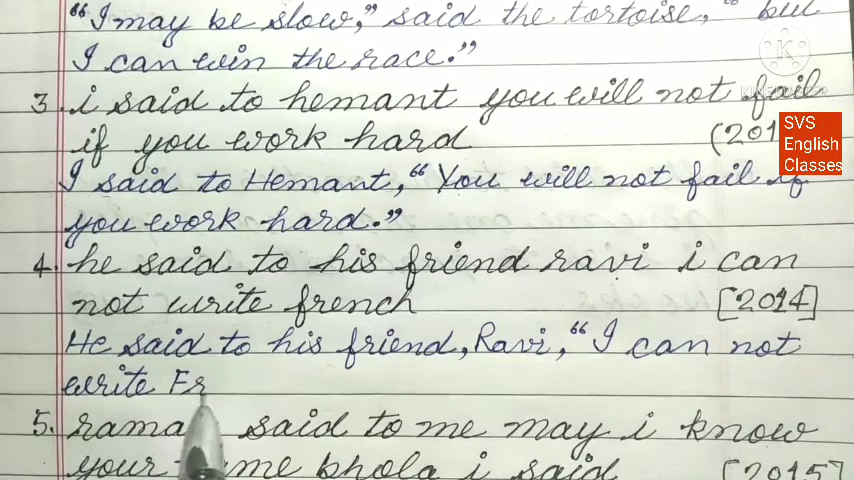 “I may be slow,” said the tortoise, “but
I can win the race.”
3. i said to hemant you will not fail
if you work hard (201
SVS
English
Classes
I said to Hemant, “You will not fail if
you work hard.”
4. he said to his friend ravi i can
not write french [2014]
He said to his friend, Ravi, “I can not
write Fr
5. rama said to me may i know
your name bhola i said [2015]